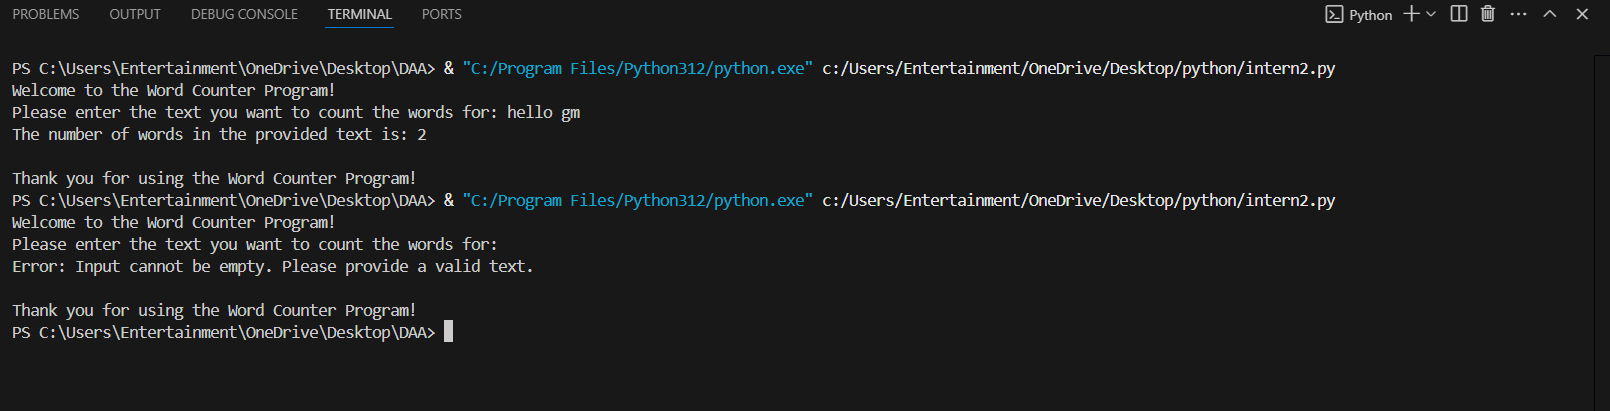 PROBLEMS OUTPUT DEBUG CONSOLE TERMINAL PORTS Python
PS C:\Users\Entertainment\OneDrive\Desktop\DAA> & "C:/Program Files/Python312/python.exe" c:/Users/Entertainment/OneDrive/Desktop/python/intern2.py
Welcome to the Word Counter Program!
Please enter the text you want to count the words for: hello gm
The number of words in the provided text is: 2
Thank you for using the Word Counter Program!
PS C:\Users\Entertainment\OneDrive\Desktop\DAA> & "C:/Program Files/Python312/python.exe" c:/Users/Entertainment/OneDrive/Desktop/python/intern2.py
Welcome to the Word Counter Program!
Please enter the text you want to count the words for:
Error: Input cannot be empty. Please provide a valid text.
Thank you for using the Word Counter Program!
PS C:\Users\Entertainment\OneDrive\Desktop\DAA>